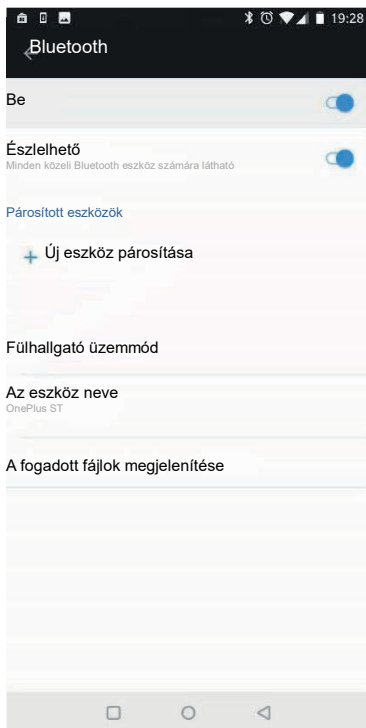 19:28
Bluetooth
Be
Észlelhető
Minden közeli Bluetooth eszköz számára látható
Párosított eszközök
+ Új eszköz párosítása
Fülhallgató üzemmód
Az eszköz neve
OnePlus ST
A fogadott fájlok megjelenítése